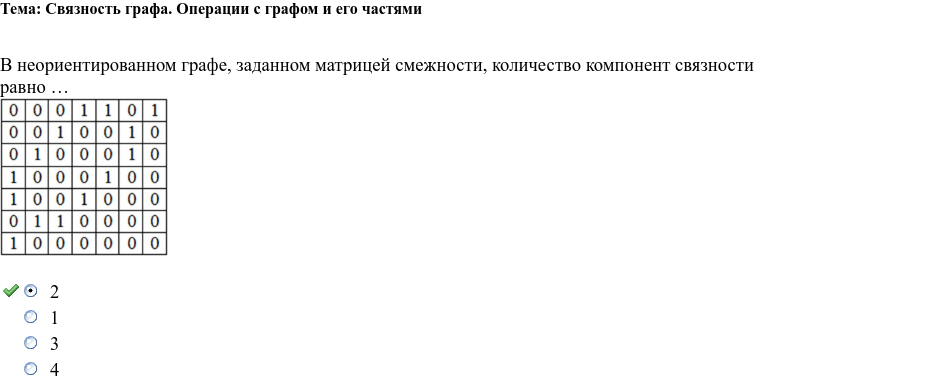 Тема: Связность графа. Операции с графом и его частями
В неориентированном графе, заданном матрицей смежности, количество компонент связности
равно …
0 0 0 1 1 0 1
0 0 1 0 0 1 0
0 1 0 0 0 1 0
1 0 0 0 1 0 0
1 0 0 1 0 0 0
0 1 1 0 0 0 0
1 0 0 0 0 0 0
2
1
3
4